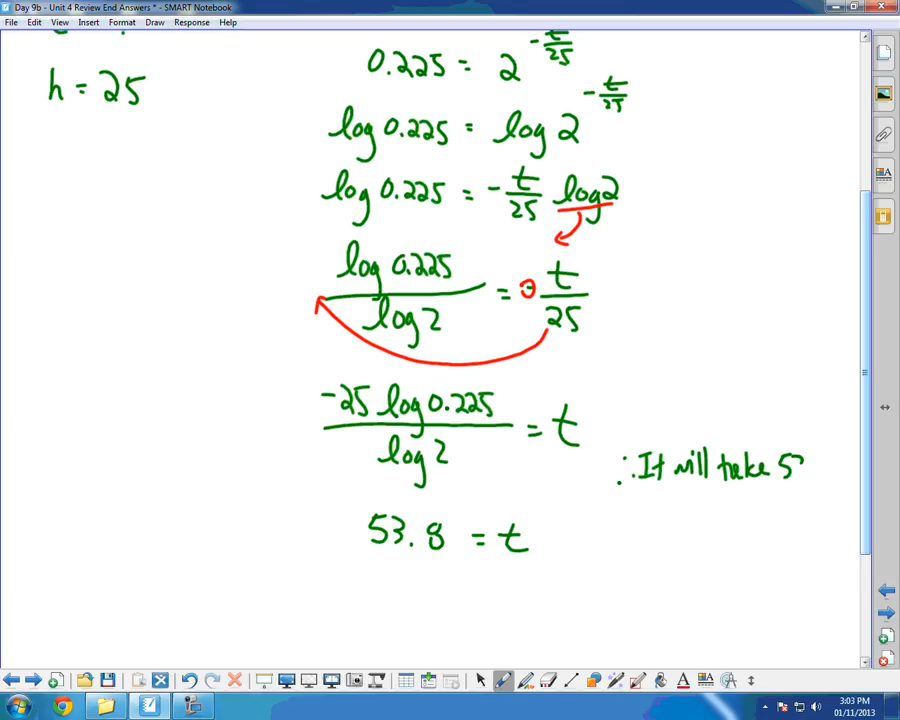 Day 9b - Unit 4 Review End Answers * - SMART Notebook
File Edit View Insert Format Draw Response Help
0.225 = 2^(-t/25)
h = 25
log 0.225 = log 2^(-t/25)
log 0.225 = -t/25 log2
log 0.225 / log 2 = -t/25
-25 log 0.225 / log 2 = t
∴ It will take 5
53.8 = t
3:03 PM
01/11/2013